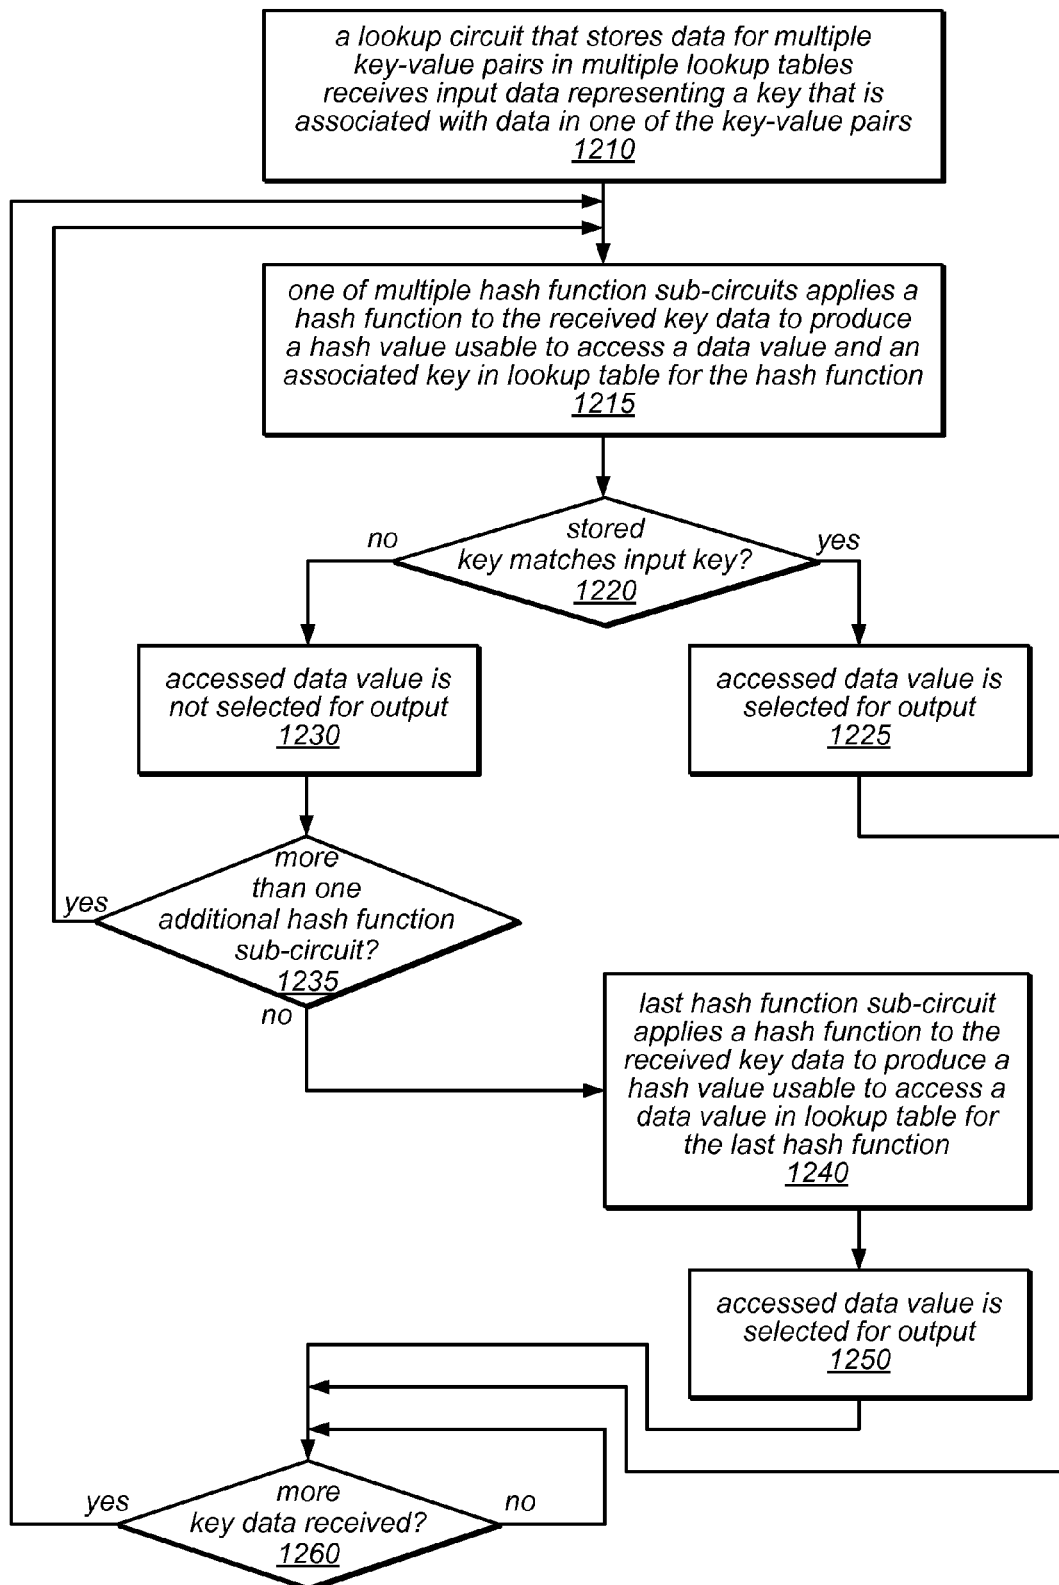 a lookup circuit that stores data for multiple
key-value pairs in multiple lookup tables
receives input data representing a key that is
associated with data in one of the key-value pairs
1210
one of multiple hash function sub-circuits applies a
hash function to the received key data to produce
a hash value usable to access a data value and an
associated key in lookup table for the hash function
1215
no
stored
key matches input key?
1220
yes
accessed data value is
not selected for output
1230
accessed data value is
selected for output
1225
yes
more
than one
additional hash function
sub-circuit?
1235
no
last hash function sub-circuit
applies a hash function to the
received key data to produce a
hash value usable to access a
data value in lookup table for
the last hash function
1240
accessed data value is
selected for output
1250
yes
more
key data received?
1260
no